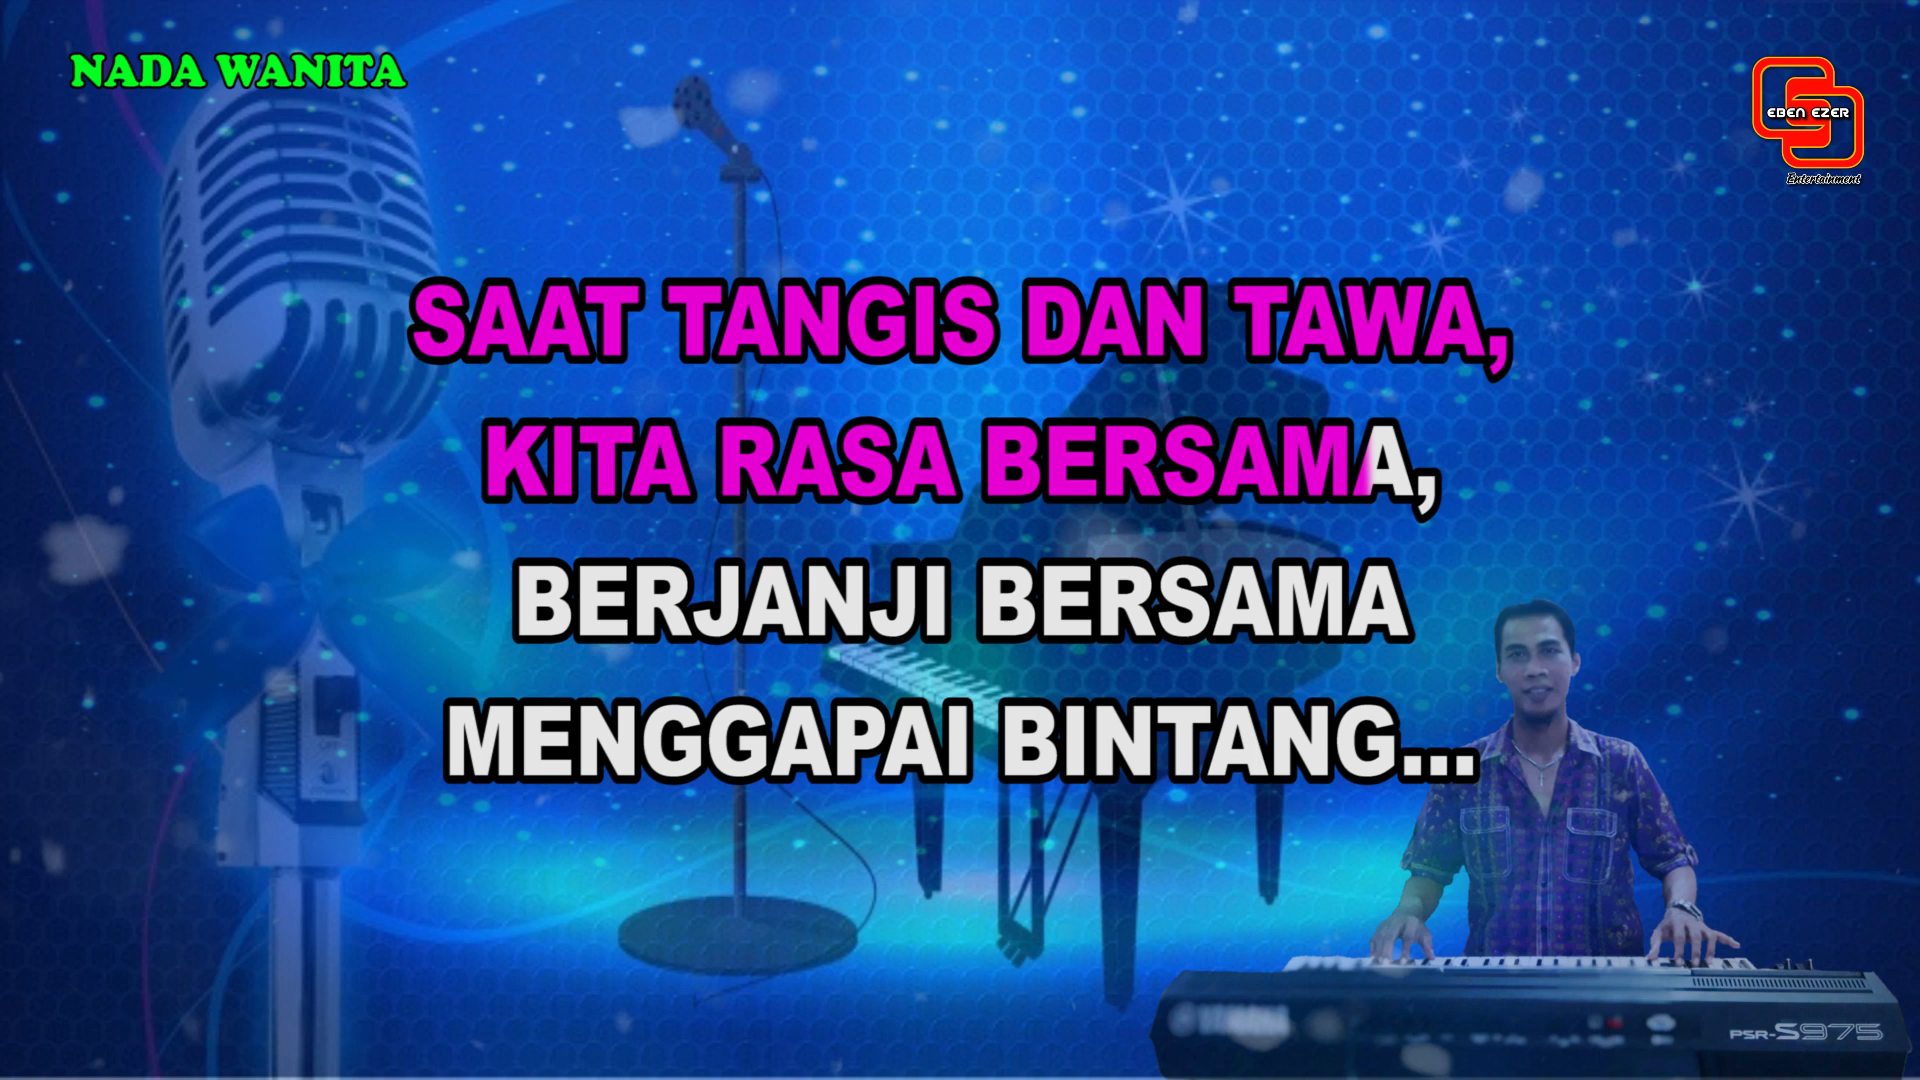 NADA WANITA
EBEN EZER
Entertainment
SAAT TANGIS DAN TAWA,
KITA RASA BERSAMA,
BERJANJI BERSAMA
MENGGAPAI BINTANG...
PSR-S975